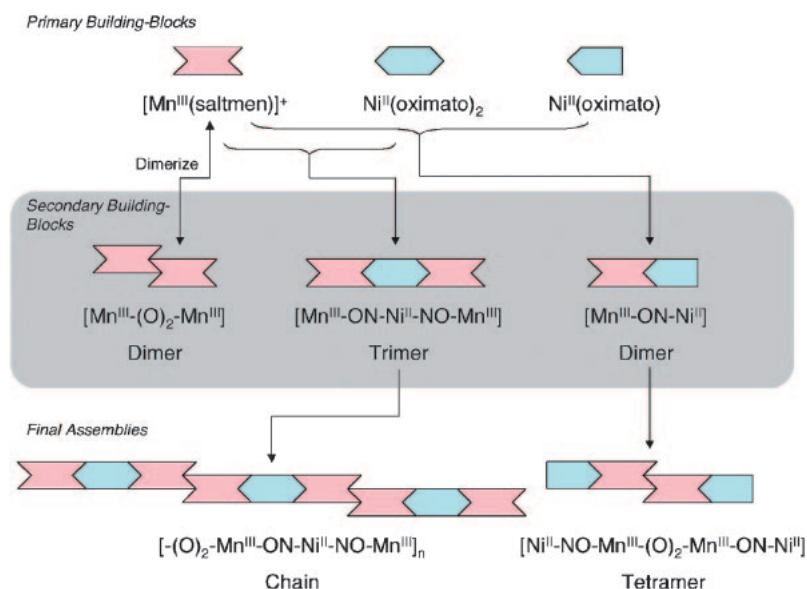 Primary Building-Blocks
[Mnᴵᴵᴵ(saltmen)]⁺ Niᴵᴵ(oximato)₂ Niᴵᴵ(oximato)
Dimerize
Secondary Building-
Blocks
[Mnᴵᴵᴵ-(O)₂-Mnᴵᴵᴵ] [Mnᴵᴵᴵ-ON-Niᴵᴵ-NO-Mnᴵᴵᴵ] [Mnᴵᴵᴵ-ON-Niᴵᴵ]
Dimer Trimer Dimer
Final Assemblies
[-(O)₂-Mnᴵᴵᴵ-ON-Niᴵᴵ-NO-Mnᴵᴵᴵ]ₙ [Niᴵᴵ-NO-Mnᴵᴵᴵ-(O)₂-Mnᴵᴵᴵ-ON-Niᴵᴵ]
Chain Tetramer